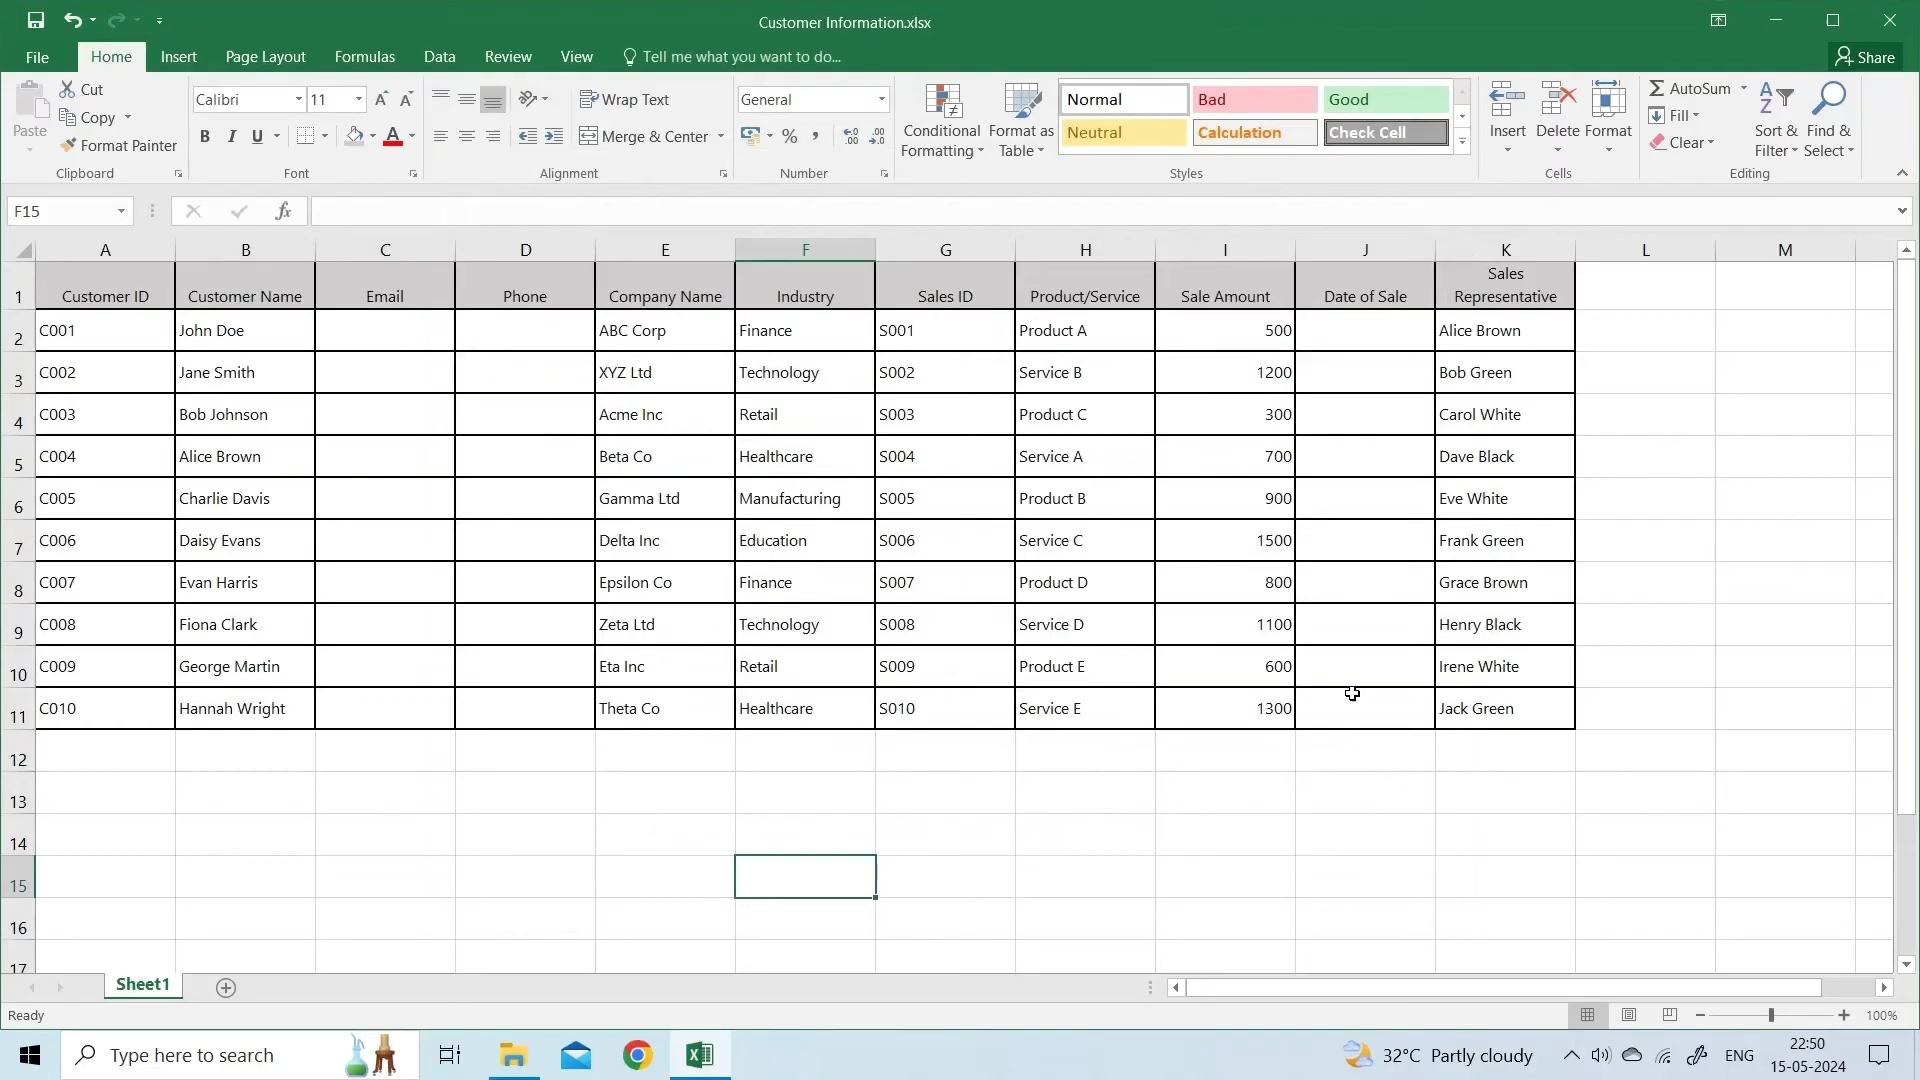 Customer Information.xlsx
File Home Insert Page Layout Formulas Data Review View Tell me what you want to do... Share
Paste Cut Copy Format Painter Clipboard
Calibri 11 A A B I U A Font
Wrap Text Merge & Center Alignment
General % , Number
Conditional Formatting Format as Table
Normal Bad Good
Neutral Calculation Check Cell
Styles
Insert Delete Format Cells
AutoSum Fill Clear Sort & Filter Find & Select Editing
F15 fx
A B C D E F G H I J K L M
1 Customer ID Customer Name Email Phone Company Name Industry Sales ID Product/Service Sale Amount Date of Sale Sales Representative
2 C001 John Doe ABC Corp Finance S001 Product A 500 Alice Brown
3 C002 Jane Smith XYZ Ltd Technology S002 Service B 1200 Bob Green
4 C003 Bob Johnson Acme Inc Retail S003 Product C 300 Carol White
5 C004 Alice Brown Beta Co Healthcare S004 Service A 700 Dave Black
6 C005 Charlie Davis Gamma Ltd Manufacturing S005 Product B 900 Eve White
7 C006 Daisy Evans Delta Inc Education S006 Service C 1500 Frank Green
8 C007 Evan Harris Epsilon Co Finance S007 Product D 800 Grace Brown
9 C008 Fiona Clark Zeta Ltd Technology S008 Service D 1100 Henry Black
10 C009 George Martin Eta Inc Retail S009 Product E 600 Irene White
11 C010 Hannah Wright Theta Co Healthcare S010 Service E 1300 Jack Green
12
13
14
15
16
17
Sheet1
Ready 100%
Type here to search 32°C Partly cloudy ENG 22:50
15-05-2024